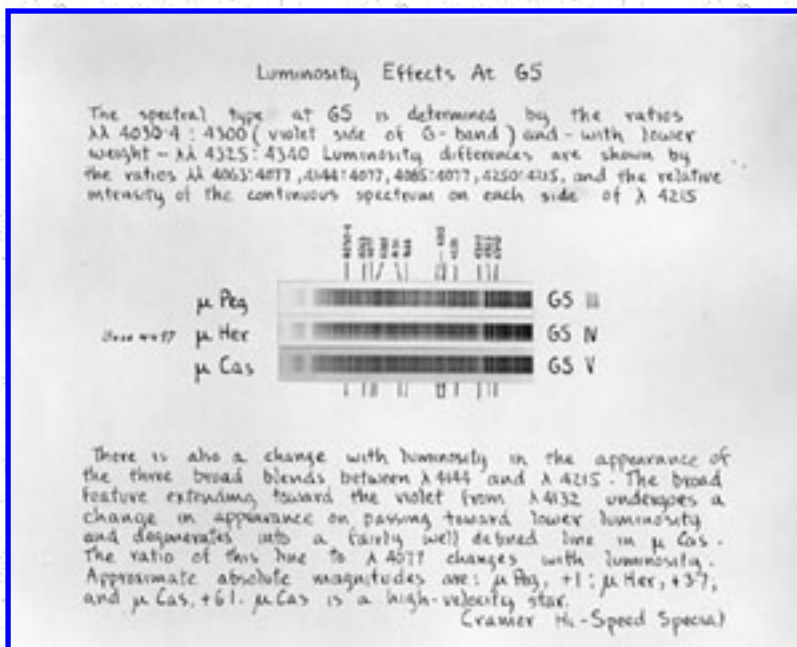 Luminosity Effects At G5
The spectral type at G5 is determined by the ratios
λλ 4030-4 : 4300 (violet side of G-band) and - with lower
weight - λλ 4325 : 4340 Luminosity differences are shown by
the ratios λλ 4063:4077, 4144:4077, 4085:4077, 4250:4215, and the relative
intensity of the continuous spectrum on each side of λ 4215
μ Peg G5 III
μ Her G5 IV
μ Cas G5 V
There is also a change with luminosity in the appearance of
the three broad blends between λ 4144 and λ 4215. The broad
feature extending toward the violet from λ 4132 undergoes a
change in appearance on passing toward lower luminosity
and degenerates into a fairly well defined line in μ Cas.
The ratio of this line to λ 4077 changes with luminosity.
Approximate absolute magnitudes are: μ Peg, +1; μ Her, +3.7,
and μ Cas, +6.1. μ Cas is a high-velocity star.
Cramer Hi-Speed Special